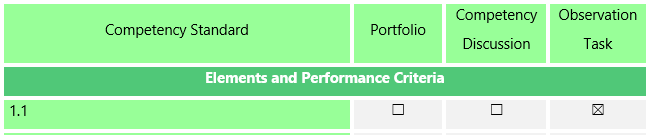 Competency Standard
Portfolio
Competency
Discussion
Observation
Task
Elements and Performance Criteria
1.1 ☐ ☐ ☒